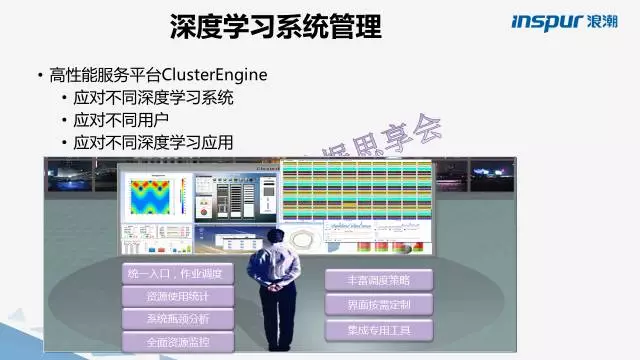 深度学习系统管理
inspur 浪潮
• 高性能服务平台ClusterEngine
• 应对不同深度学习系统
• 应对不同用户
• 应对不同深度学习应用
据思享会
统一入口，作业调度
资源使用统计
系统瓶颈分析
全面资源监控
丰富调度策略
界面按需定制
集成专用工具